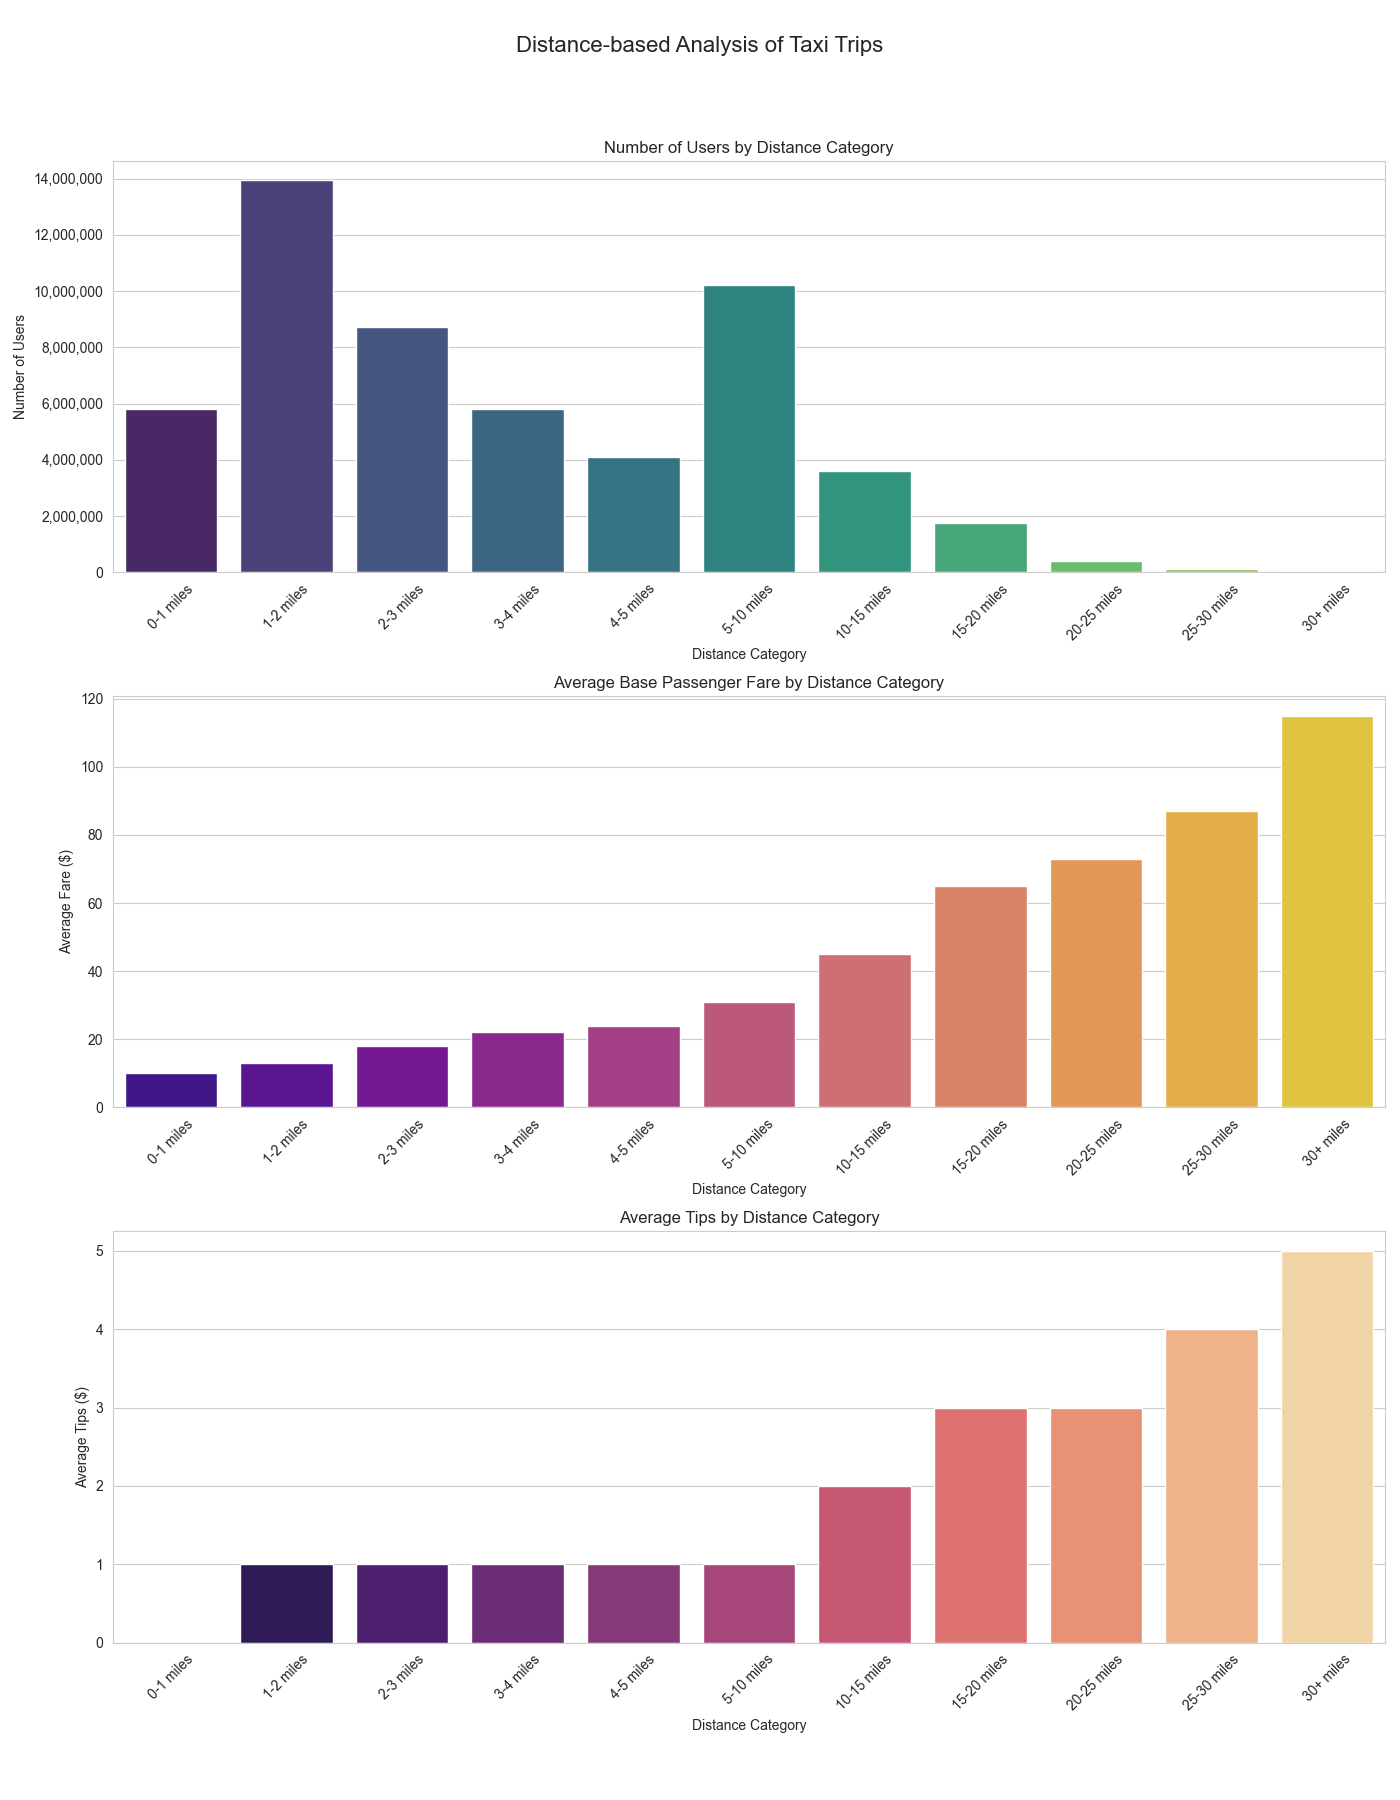 Distance-based Analysis of Taxi Trips
Number of Users by Distance Category
Number of Users
14,000,000
12,000,000
10,000,000
8,000,000
6,000,000
4,000,000
2,000,000
0
0-1 miles
1-2 miles
2-3 miles
3-4 miles
4-5 miles
5-10 miles
10-15 miles
15-20 miles
20-25 miles
25-30 miles
30+ miles
Distance Category
Average Base Passenger Fare by Distance Category
Average Fare ($)
120
100
80
60
40
20
0
0-1 miles
1-2 miles
2-3 miles
3-4 miles
4-5 miles
5-10 miles
10-15 miles
15-20 miles
20-25 miles
25-30 miles
30+ miles
Distance Category
Average Tips by Distance Category
Average Tips ($)
5
4
3
2
1
0
0-1 miles
1-2 miles
2-3 miles
3-4 miles
4-5 miles
5-10 miles
10-15 miles
15-20 miles
20-25 miles
25-30 miles
30+ miles
Distance Category